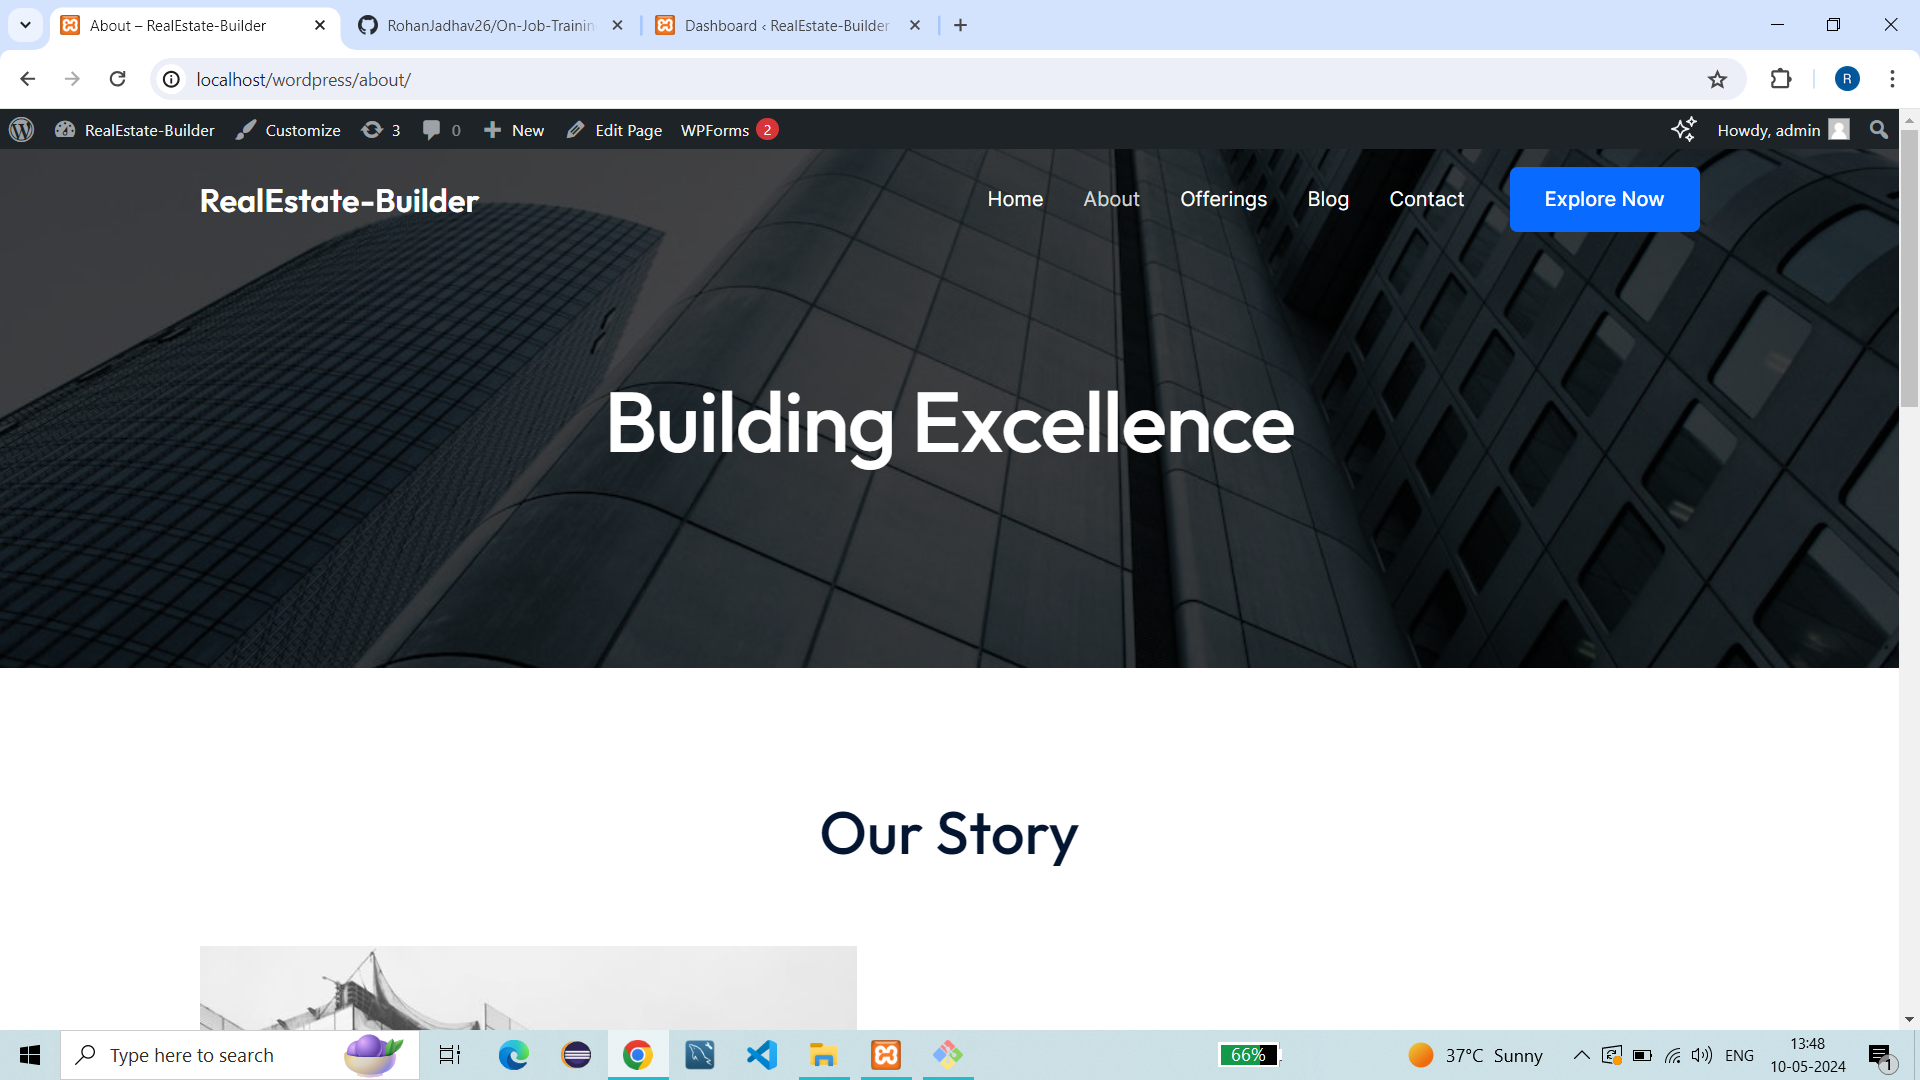 About – RealEstate-Builder
RohanJadhav26/On-Job-Trainin
Dashboard ‹ RealEstate-Builder
localhost/wordpress/about/
R
RealEstate-Builder
Customize
3
0
New
Edit Page
WPForms 2
Howdy, admin
RealEstate-Builder
Home
About
Offerings
Blog
Contact
Explore Now
Building Excellence
Our Story
Type here to search
66%
37°C Sunny
ENG
13:48
10-05-2024
1